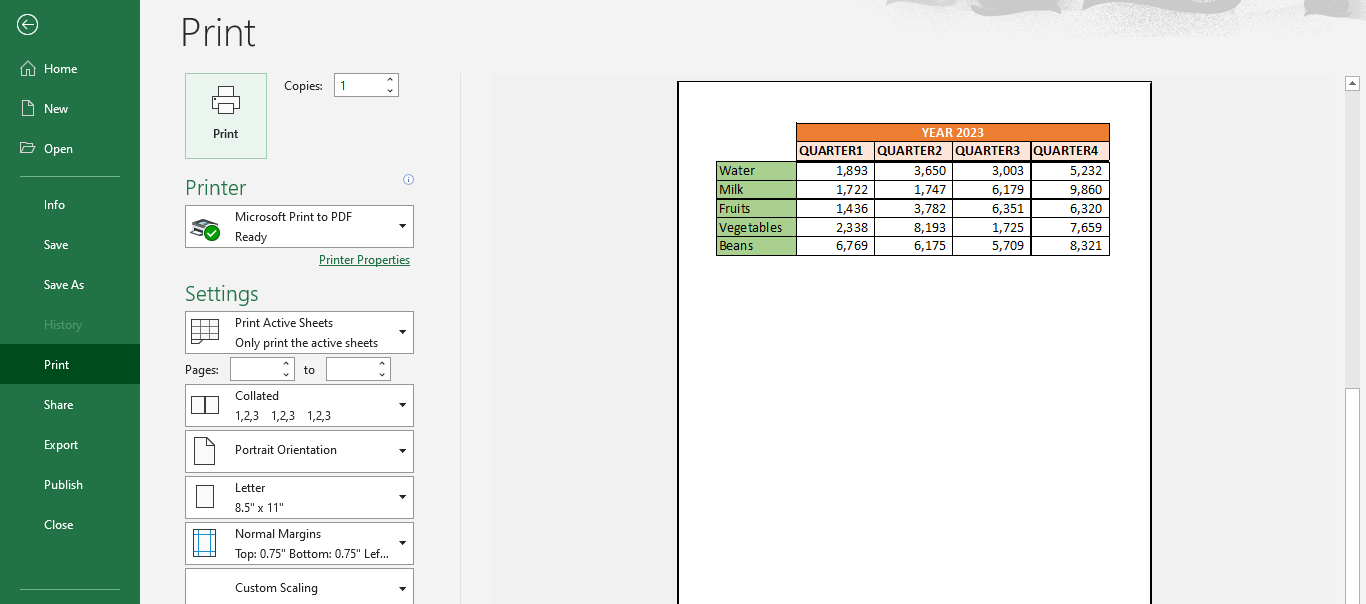 Print
Home
New
Open
Info
Save
Save As
History
Print
Share
Export
Publish
Close
Print
Copies: 1
Printer
Microsoft Print to PDF
Ready
Printer Properties
Settings
Print Active Sheets
Only print the active sheets
Pages: to
Collated
1,2,3 1,2,3 1,2,3
Portrait Orientation
Letter
8.5" x 11"
Normal Margins
Top: 0.75" Bottom: 0.75" Lef...
Custom Scaling
YEAR 2023
QUARTER1 QUARTER2 QUARTER3 QUARTER4
Water 1,893 3,650 3,003 5,232
Milk 1,722 1,747 6,179 9,860
Fruits 1,436 3,782 6,351 6,320
Vegetables 2,338 8,193 1,725 7,659
Beans 6,769 6,175 5,709 8,321